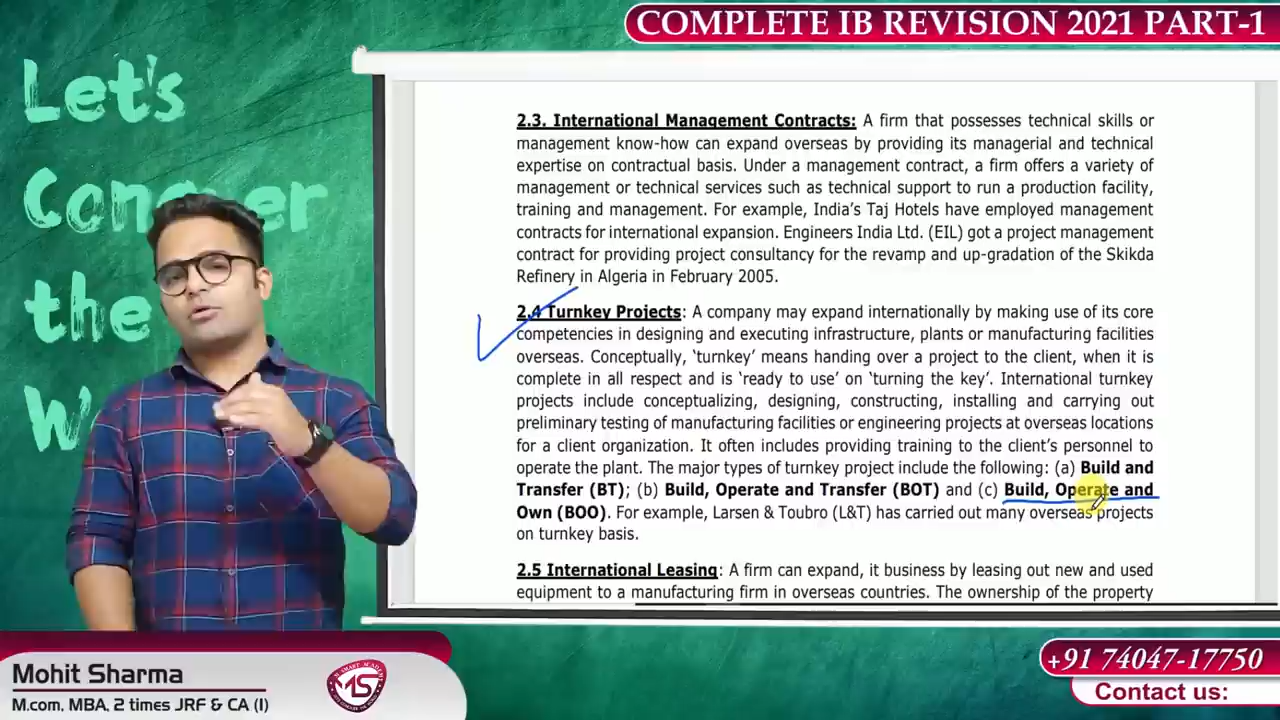 COMPLETE IB REVISION 2021 PART-1
Let's
the
2.3. International Management Contracts: A firm that possesses technical skills or
management know-how can expand overseas by providing its managerial and technical
expertise on contractual basis. Under a management contract, a firm offers a variety of
management or technical services such as technical support to run a production facility,
training and management. For example, India's Taj Hotels have employed management
contracts for international expansion. Engineers India Ltd. (EIL) got a project management
contract for providing project consultancy for the revamp and up-gradation of the Skikda
Refinery in Algeria in February 2005.
2.4 Turnkey Projects: A company may expand internationally by making use of its core
competencies in designing and executing infrastructure, plants or manufacturing facilities
overseas. Conceptually, 'turnkey' means handing over a project to the client, when it is
complete in all respect and is 'ready to use' on 'turning the key'. International turnkey
projects include conceptualizing, designing, constructing, installing and carrying out
preliminary testing of manufacturing facilities or engineering projects at overseas locations
for a client organization. It often includes providing training to the client's personnel to
operate the plant. The major types of turnkey project include the following: (a) Build and
Transfer (BT); (b) Build, Operate and Transfer (BOT) and (c) Build, Operate and
Own (BOO). For example, Larsen & Toubro (L&T) has carried out many overseas projects
on turnkey basis.
2.5 International Leasing: A firm can expand, it business by leasing out new and used
equipment to a manufacturing firm in overseas countries. The ownership of the property
Mohit Sharma
M.com, MBA, 2 times JRF & CA (I)
MS
+91 74047-17750
Contact us: